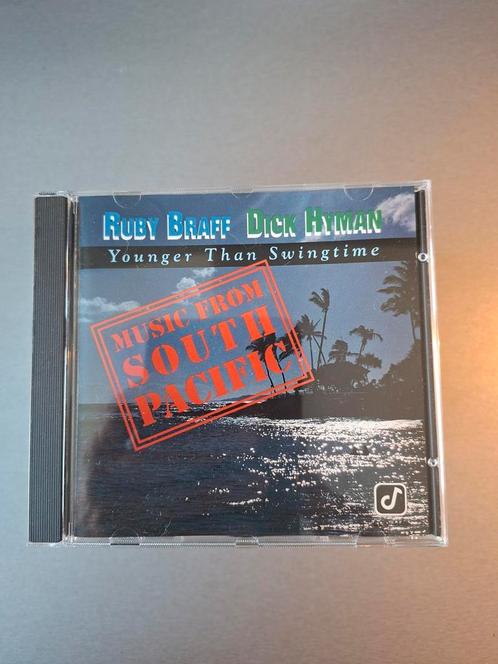 RUBY BRAFF DICK HYMAN
Younger Than Swingtime
MUSIC FROM
SOUTH
PACIFIC